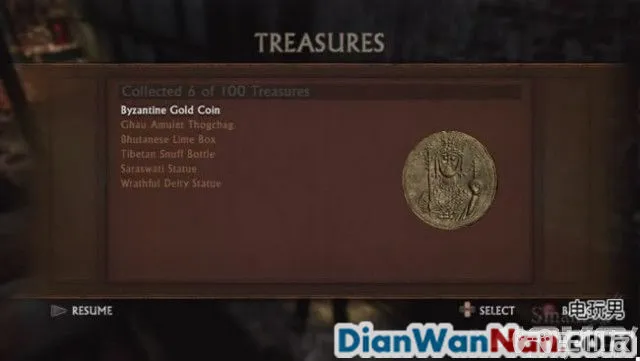 TREASURES
Collected 6 of 100 Treasures
Byzantine Gold Coin
Ghau Amulet Thogchag
Bhutanese Lime Box
Tibetan Snuff Bottle
Saraswati Statue
Wrathful Deity Statue
RESUME
SELECT
电玩男
DianWanNan.com